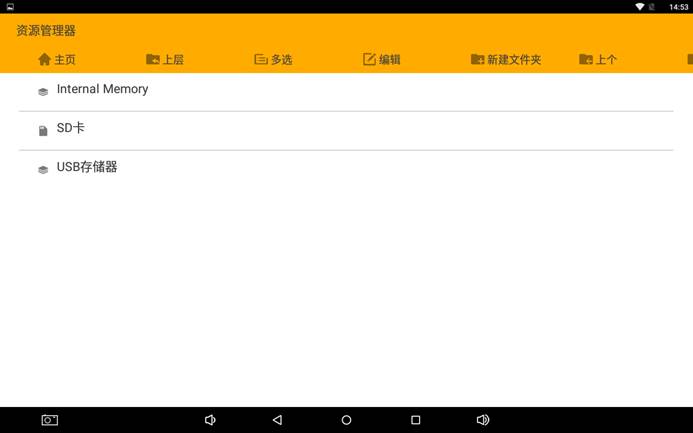 14:53
资源管理器
主页 上层 多选 编辑 新建文件夹 上个
Internal Memory
SD卡
USB存储器